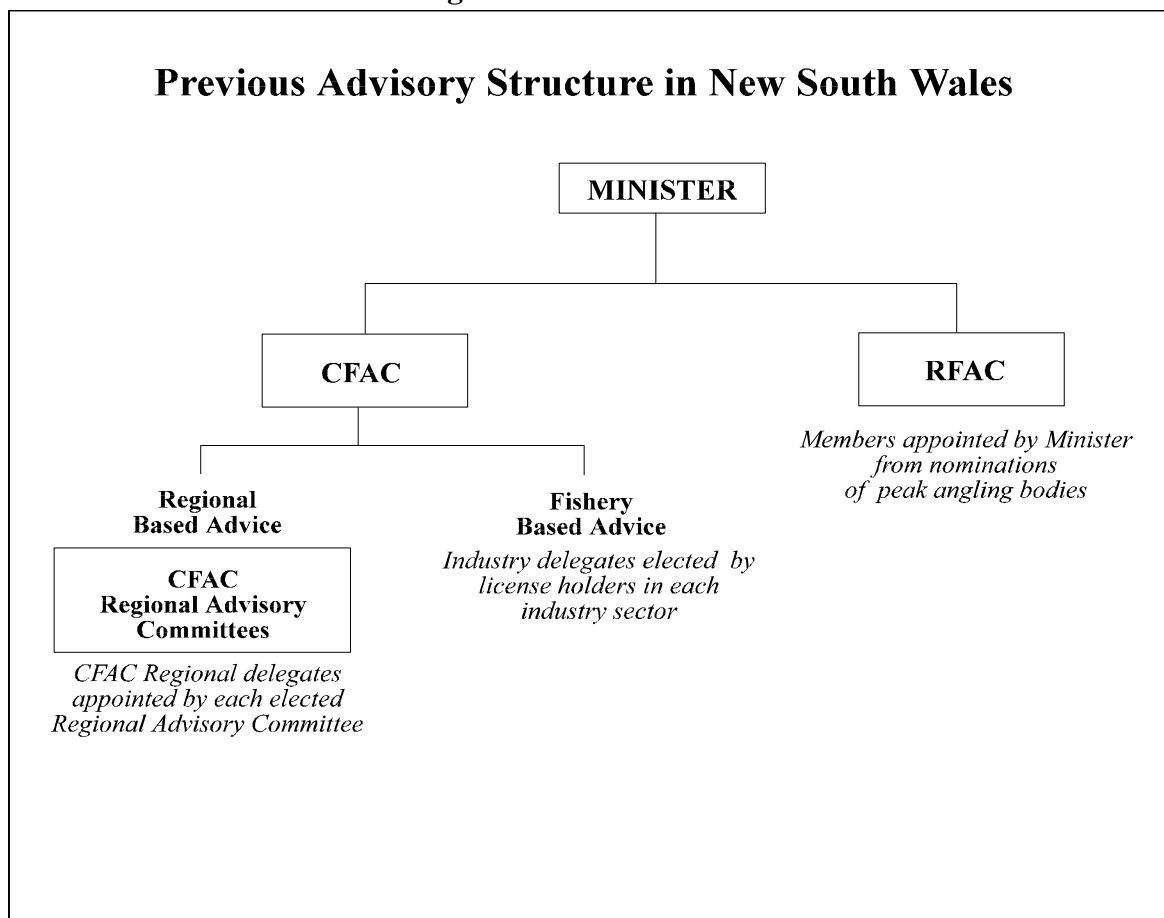 Previous Advisory Structure in New South Wales
MINISTER
CFAC
RFAC
Members appointed by Minister
from nominations
of peak angling bodies
Regional
Based Advice
Fishery
Based Advice
Industry delegates elected by
license holders in each
industry sector
CFAC
Regional Advisory
Committees
CFAC Regional delegates
appointed by each elected
Regional Advisory Committee